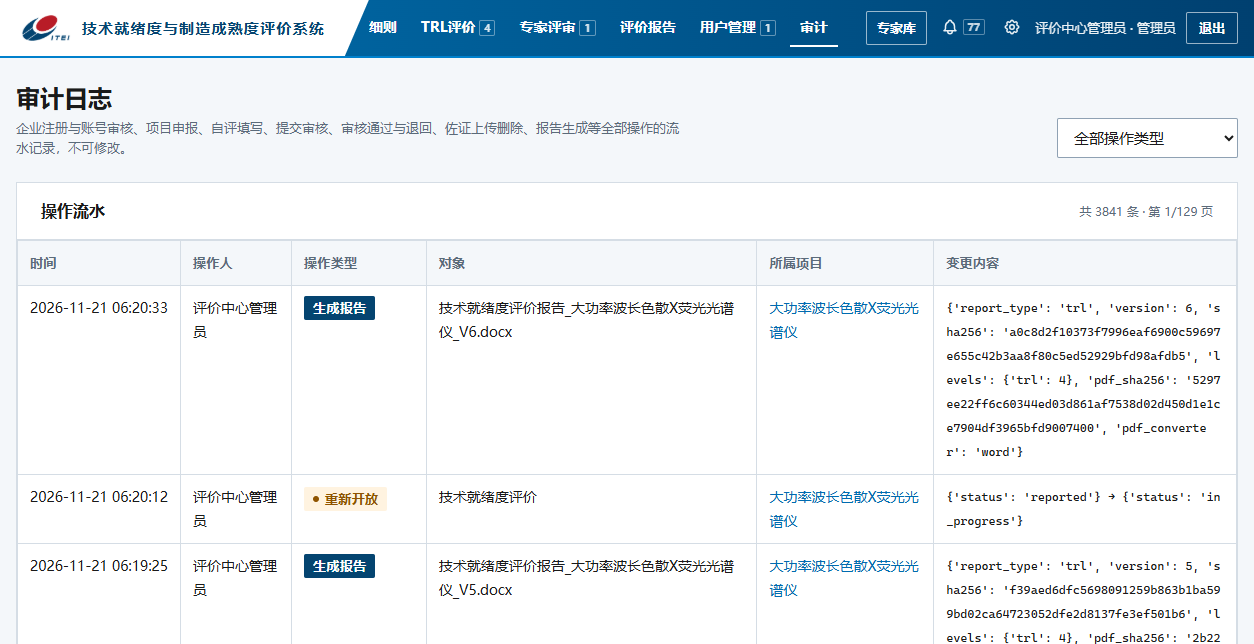 ITEI 技术就绪度与制造成熟度评价系统 细则 TRL评价 4 专家评审 1 评价报告 用户管理 1 审计 专家库 77 评价中心管理员 · 管理员 退出
审计日志
企业注册与账号审核、项目申报、自评填写、提交审核、审核通过与退回、佐证上传删除、报告生成等全部操作的流
水记录，不可修改。
全部操作类型
操作流水
共 3841 条 · 第 1/129 页
时间 操作人 操作类型 对象 所属项目 变更内容
2026-11-21 06:20:33 评价中心管理 生成报告 技术就绪度评价报告_大功率波长色散X荧光光谱 大功率波长色散X荧光光 {'report_type': 'trl', 'version': 6, 's
员 仪_V6.docx 谱仪 ha256': 'a0c8d2f10373f7996eaf6900c59697
e655c42b3aa8f80c5ed52929bfd98afdb5', 'l
evels': {'trl': 4}, 'pdf_sha256': '5297
ee22ff6c60344ed03d861af7538d02d450d1e1c
e7904df3965bfd9007400', 'pdf_converte
r': 'word'}
2026-11-21 06:20:12 评价中心管理 重新开放 技术就绪度评价 大功率波长色散X荧光光 {'status': 'reported'} → {'status': 'in
员 谱仪 _progress'}
2026-11-21 06:19:25 评价中心管理 生成报告 技术就绪度评价报告_大功率波长色散X荧光光谱 大功率波长色散X荧光光 {'report_type': 'trl', 'version': 5, 's
员 仪_V5.docx 谱仪 ha256': 'f39aed6dfc5698091259b863b1ba59
9bd02ca64723052dfe2d8137fe3ef501b6', 'l
evels': {'trl': 4}, 'pdf_sha256': '2b22